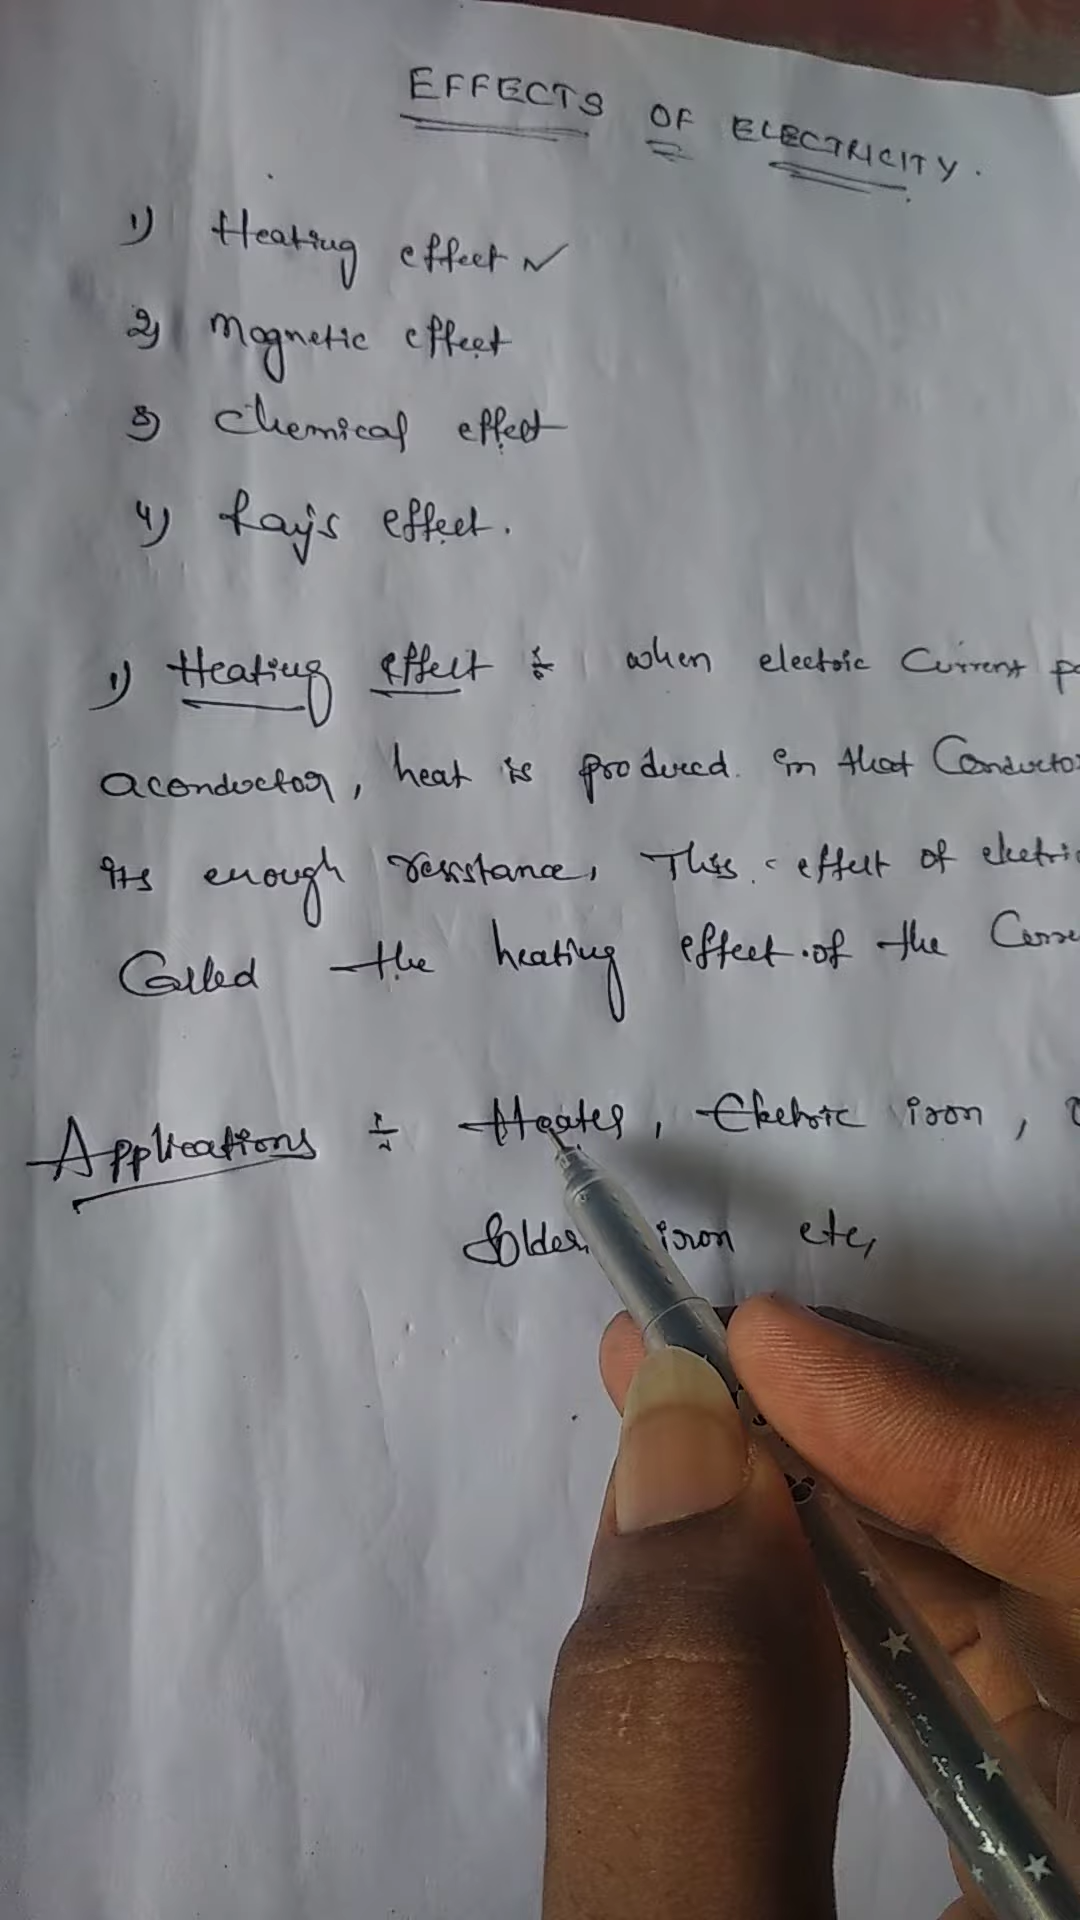 EFFECTS OF ELECTRICITY.
1) Heating effect ✓
2) Magnetic effect
3) Chemical effect
4) Rays effect.
1) Heating effect :- when electric Current
a conductor, heat is produced. in that Conductor
its enough resistance, This effect of
Called the heating effect of the
Applications :- Heater, Electric iron,
Solder iron etc,